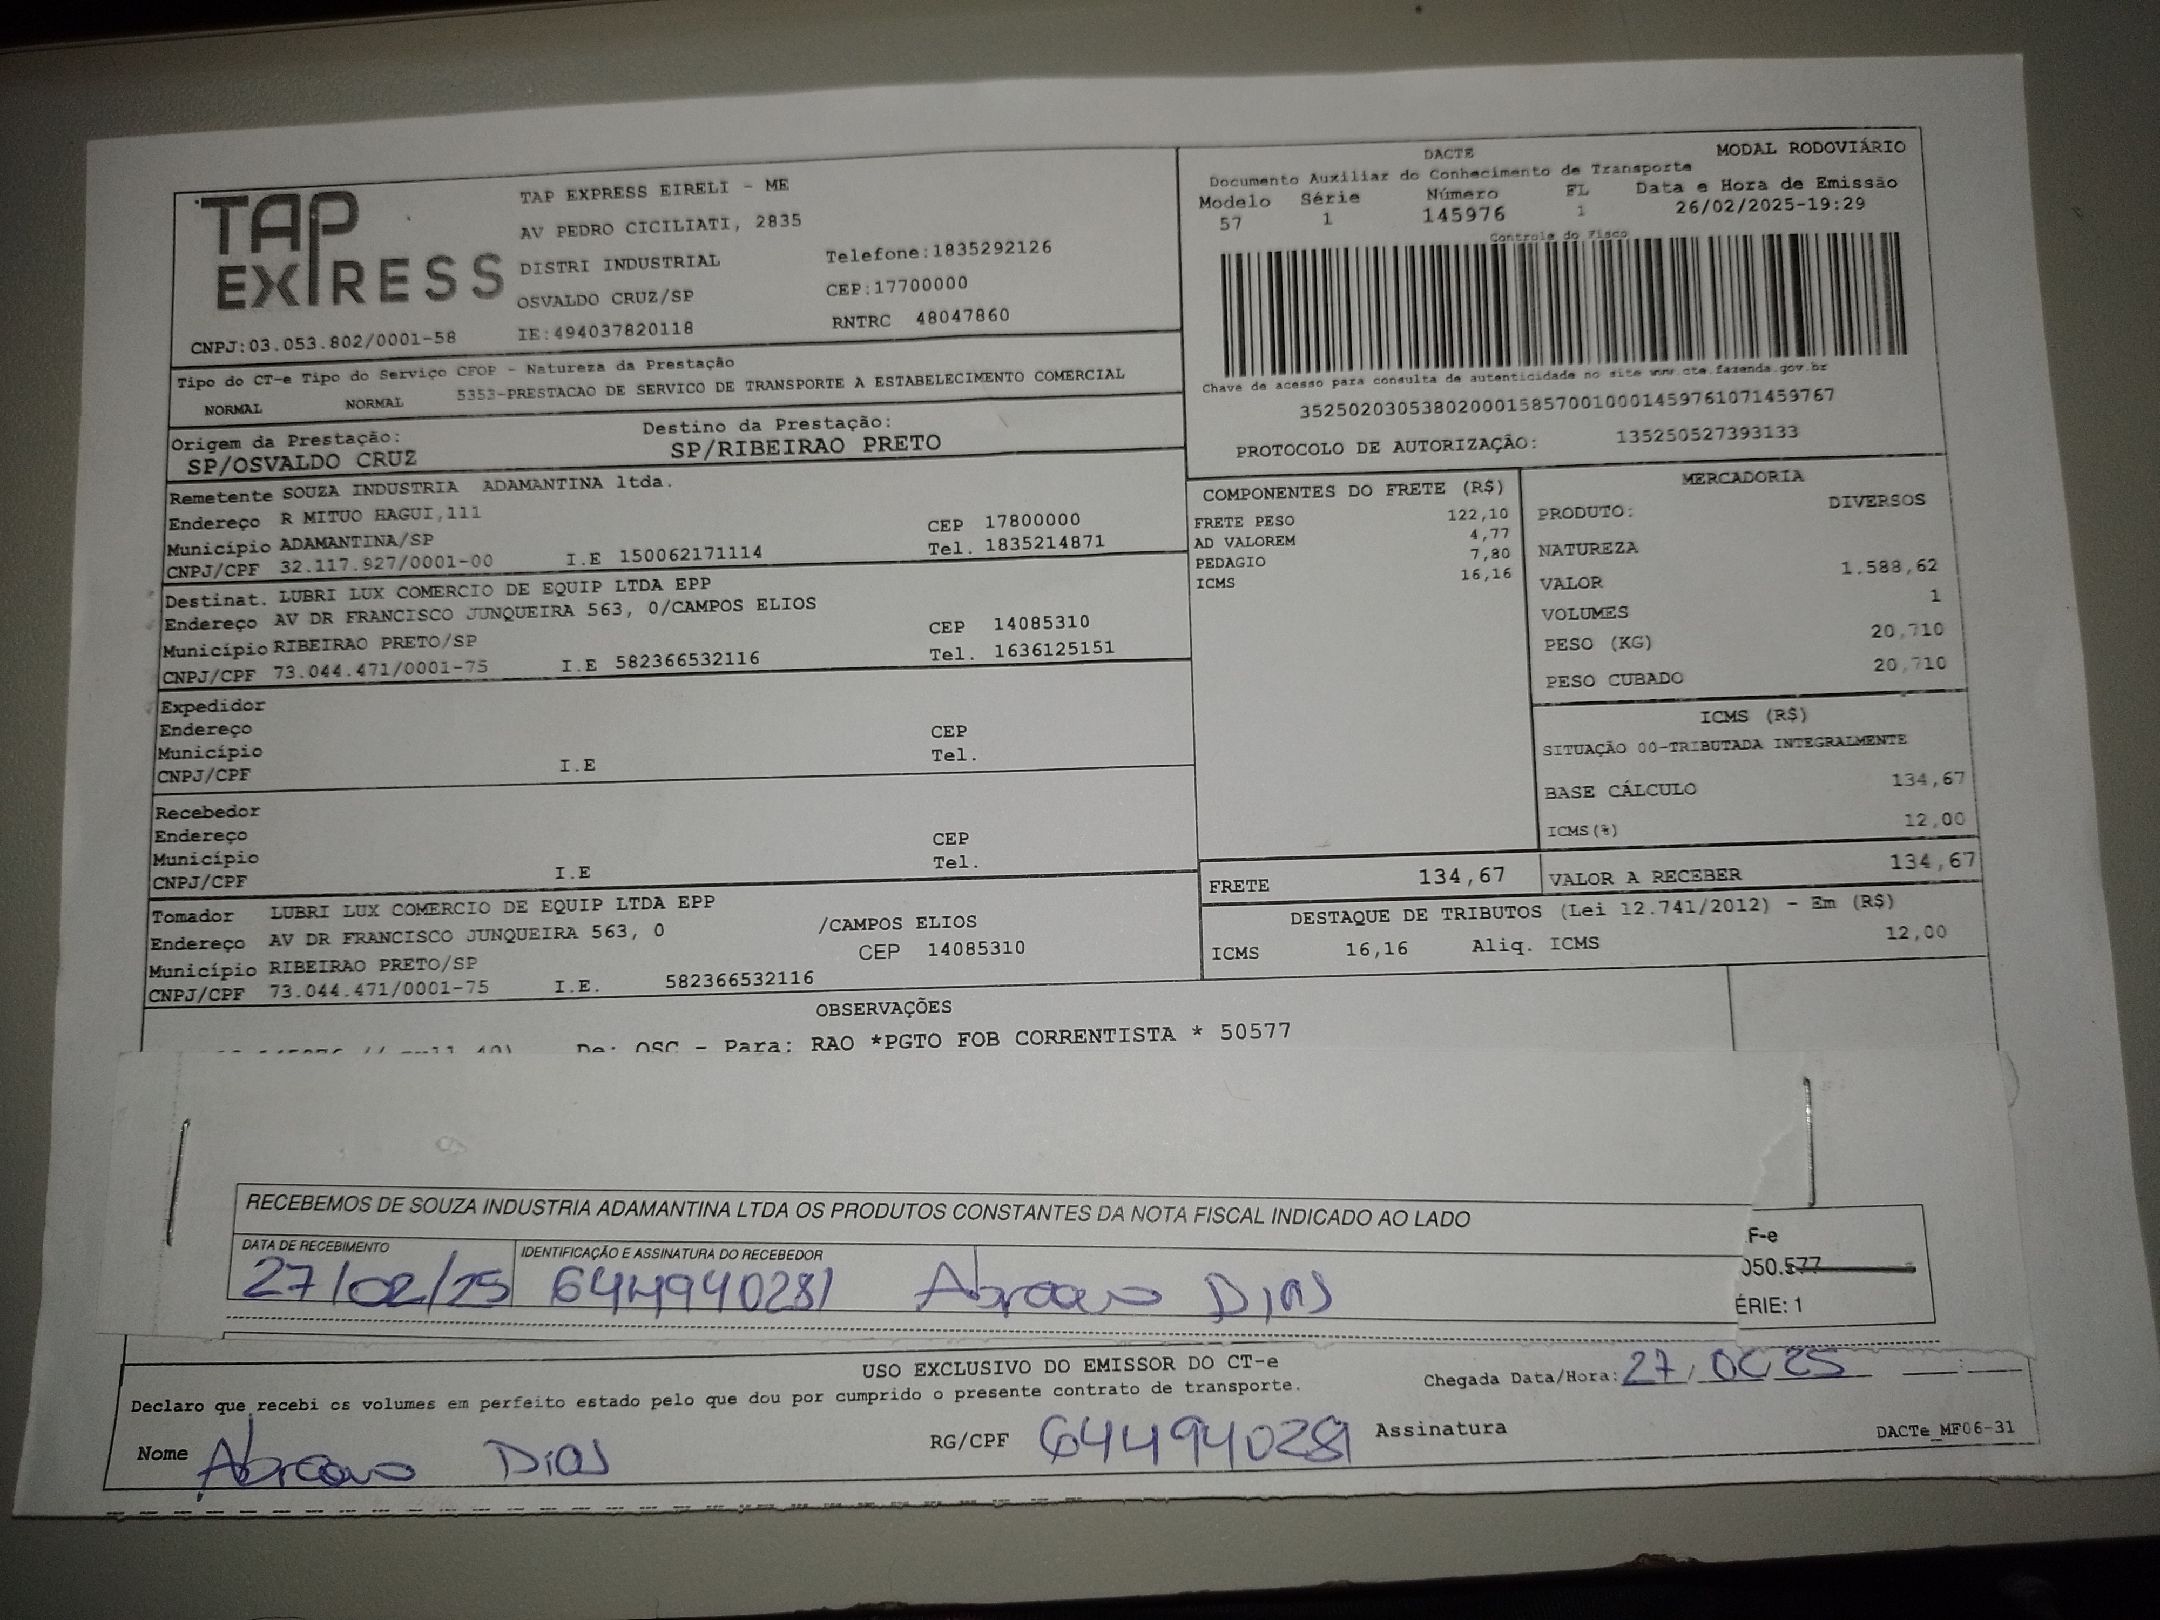 TAP EXPRESS
TAP EXPRESS EIRELI - ME
AV PEDRO CICILIATI, 2835
DISTRI INDUSTRIAL Telefone:1835292126
OSVALDO CRUZ/SP CEP:17700000
CNPJ:03.053.802/0001-58 IE:494037820118 RNTRC 48047860
DACTE MODAL RODOVIÁRIO
Documento Auxiliar do Conhecimento de Transporte
Modelo Série Número FL Data e Hora de Emissão
57 1 145976 1 26/02/2025-19:29
Controle do Fisco
Chave de acesso para consulta de autenticidade no site www.cte.fazenda.gov.br
35250203053802000158570010001459761071459767
PROTOCOLO DE AUTORIZAÇÃO: 135250527393133
Tipo do CT-e Tipo do Serviço CFOP - Natureza da Prestação
NORMAL NORMAL 5353-PRESTACAO DE SERVICO DE TRANSPORTE A ESTABELECIMENTO COMERCIAL
Origem da Prestação: Destino da Prestação:
SP/OSVALDO CRUZ SP/RIBEIRAO PRETO
Remetente SOUZA INDUSTRIA ADAMANTINA ltda.
Endereço R MITUO HAGUI,111 CEP 17800000
Município ADAMANTINA/SP Tel. 1835214871
CNPJ/CPF 32.117.927/0001-00 I.E 150062171114
Destinat. LUBRI LUX COMERCIO DE EQUIP LTDA EPP
Endereço AV DR FRANCISCO JUNQUEIRA 563, 0/CAMPOS ELIOS
Município RIBEIRAO PRETO/SP CEP 14085310
CNPJ/CPF 73.044.471/0001-75 I.E 582366532116 Tel. 1636125151
Expedidor
Endereço CEP
Município Tel.
CNPJ/CPF I.E
Recebedor
Endereço CEP
Município Tel.
CNPJ/CPF I.E
Tomador LUBRI LUX COMERCIO DE EQUIP LTDA EPP
Endereço AV DR FRANCISCO JUNQUEIRA 563, 0 /CAMPOS ELIOS
Município RIBEIRAO PRETO/SP CEP 14085310
CNPJ/CPF 73.044.471/0001-75 I.E. 582366532116
COMPONENTES DO FRETE (R$)
FRETE PESO 122,10
AD VALOREM 4,77
PEDAGIO 7,80
ICMS 16,16
MERCADORIA
PRODUTO: DIVERSOS
NATUREZA
VALOR 1.588,62
VOLUMES 1
PESO (KG) 20,710
PESO CUBADO 20,710
ICMS (R$)
SITUAÇÃO 00-TRIBUTADA INTEGRALMENTE
BASE CÁLCULO 134,67
ICMS(%) 12,00
FRETE 134,67 VALOR A RECEBER 134,67
DESTAQUE DE TRIBUTOS (Lei 12.741/2012) - Em (R$)
ICMS 16,16 Aliq. ICMS 12,00
OBSERVAÇÕES
De: OSC - Para: RAO *PGTO FOB CORRENTISTA * 50577
RECEBEMOS DE SOUZA INDUSTRIA ADAMANTINA LTDA OS PRODUTOS CONSTANTES DA NOTA FISCAL INDICADO AO LADO
F-e
DATA DE RECEBIMENTO IDENTIFICAÇÃO E ASSINATURA DO RECEBEDOR
050.577
27/02/25 644940281 Abraavo Dias
ÉRIE: 1
USO EXCLUSIVO DO EMISSOR DO CT-e
Declaro que recebi os volumes em perfeito estado pelo que dou por cumprido o presente contrato de transporte. Chegada Data/Hora: 27/02/25
Nome Abraavo Dias RG/CPF 644940281 Assinatura DACTe_MF06-31